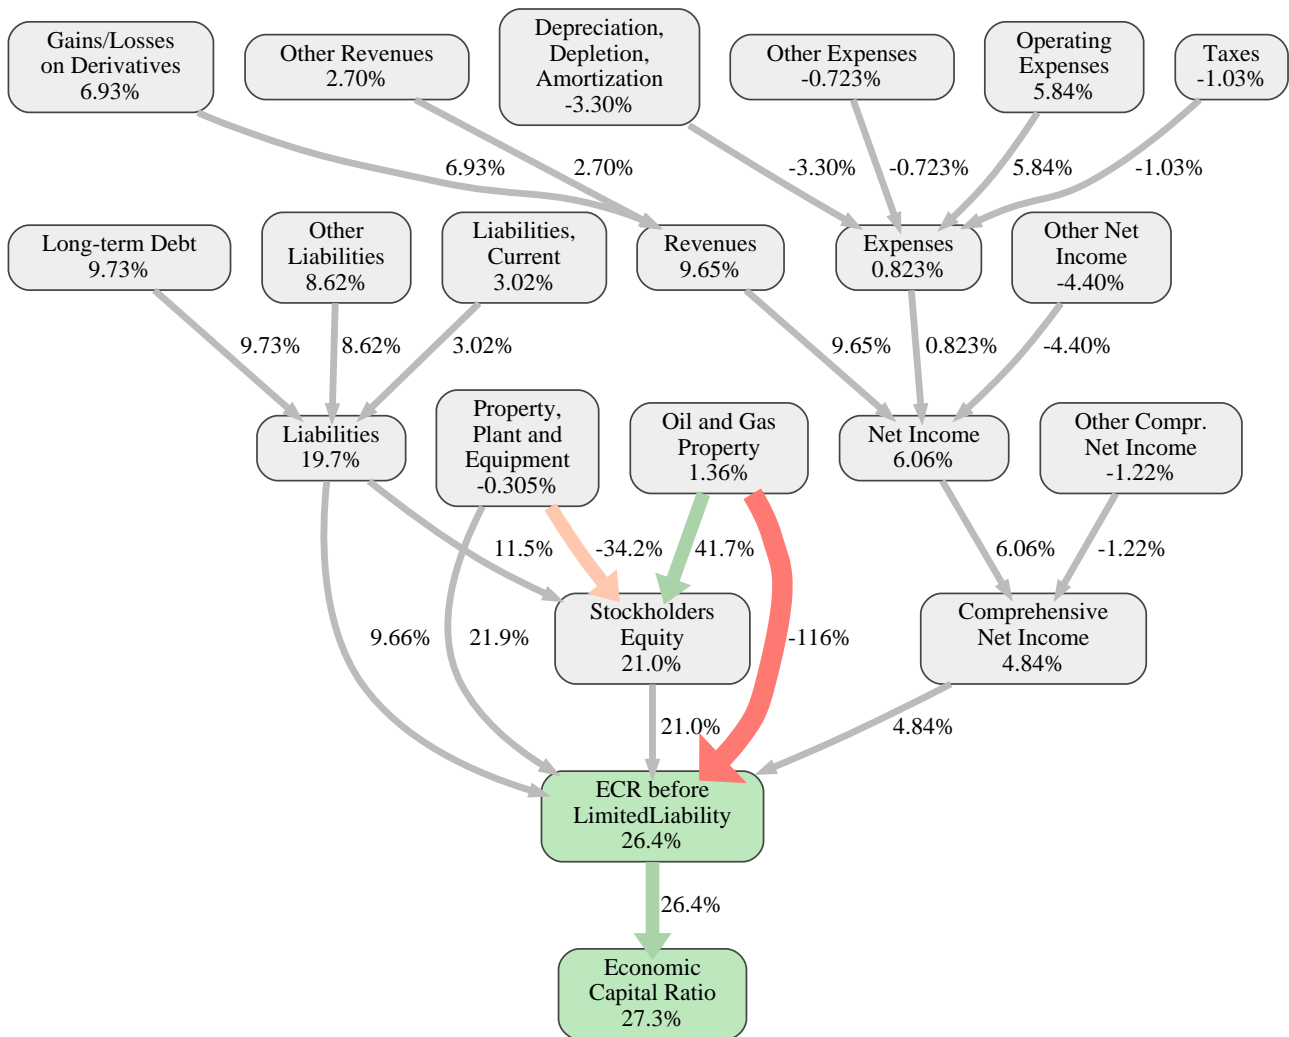 Gains/Losses
on Derivatives
6.93%
Other Revenues
2.70%
Depreciation,
Depletion,
Amortization
-3.30%
Other Expenses
-0.723%
Operating
Expenses
5.84%
Taxes
-1.03%
6.93%
2.70%
-3.30%
-0.723%
5.84%
-1.03%
Long-term Debt
9.73%
Other
Liabilities
8.62%
Liabilities,
Current
3.02%
Revenues
9.65%
Expenses
0.823%
Other Net
Income
-4.40%
9.73%
8.62%
3.02%
9.65%
0.823%
-4.40%
Liabilities
19.7%
Property,
Plant and
Equipment
-0.305%
Oil and Gas
Property
1.36%
Net Income
6.06%
Other Compr.
Net Income
-1.22%
11.5%
-34.2%
41.7%
6.06%
-1.22%
Stockholders
Equity
21.0%
Comprehensive
Net Income
4.84%
9.66%
21.9%
-116%
21.0%
4.84%
ECR before
LimitedLiability
26.4%
26.4%
Economic
Capital Ratio
27.3%